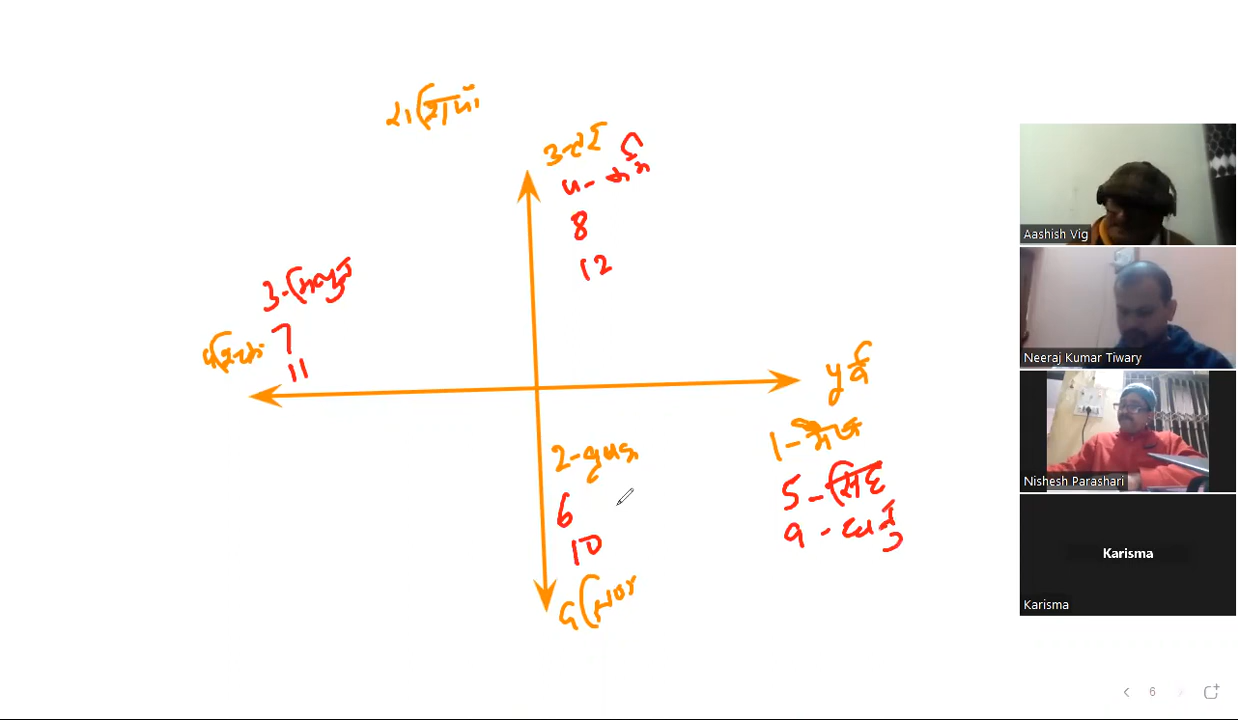 राशियाँ
उत्तर
4 - कर्क
8
12
3 - मिथुन
7
11
पश्चिम
पूर्व
1 - मेष
5 - सिंह
9 - धनु
2 - वृषभ
6
10
दक्षिण
Aashish Vig
Neeraj Kumar Tiwary
Nishesh Parashari
Karisma
Karisma
6